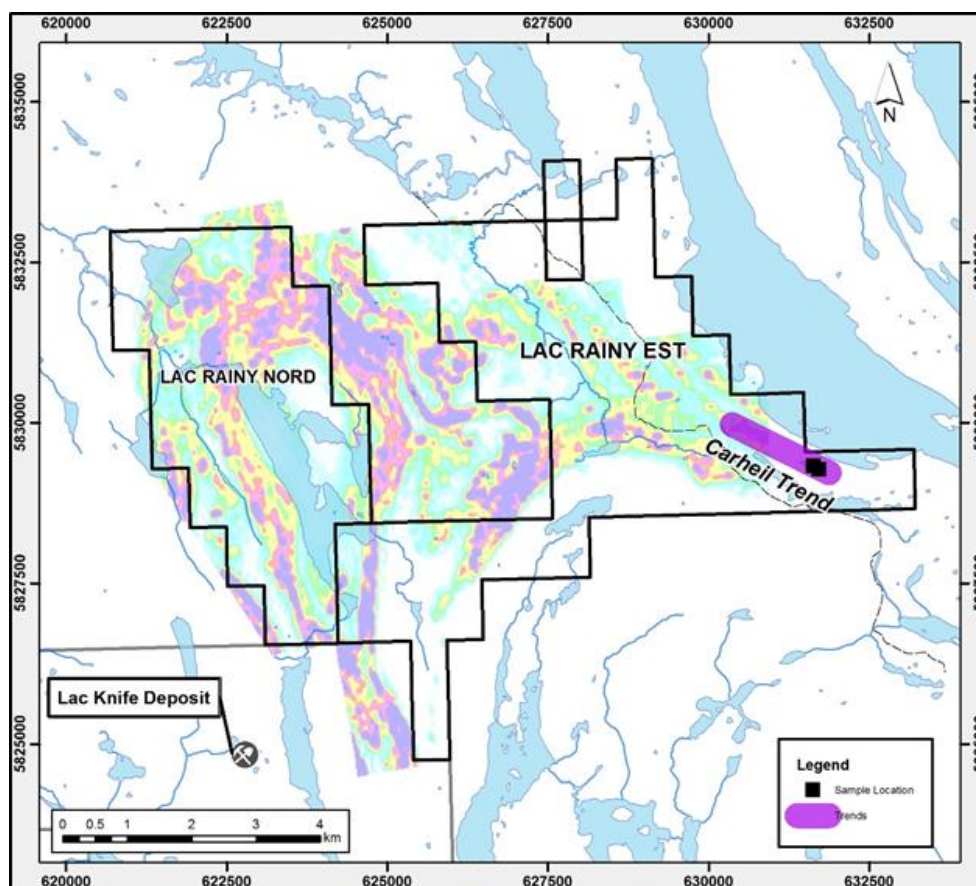 620000 622500 625000 627500 630000 632500
5835000
N
5832500
LAC RAINY EST
LAC RAINY NORD
5830000
Carheil Trend
5827500
Lac Knife Deposit
5825000
Legend
Sample Location
Trends
0 0.5 1 2 3 4
km
620000 622500 625000 627500 630000 632500